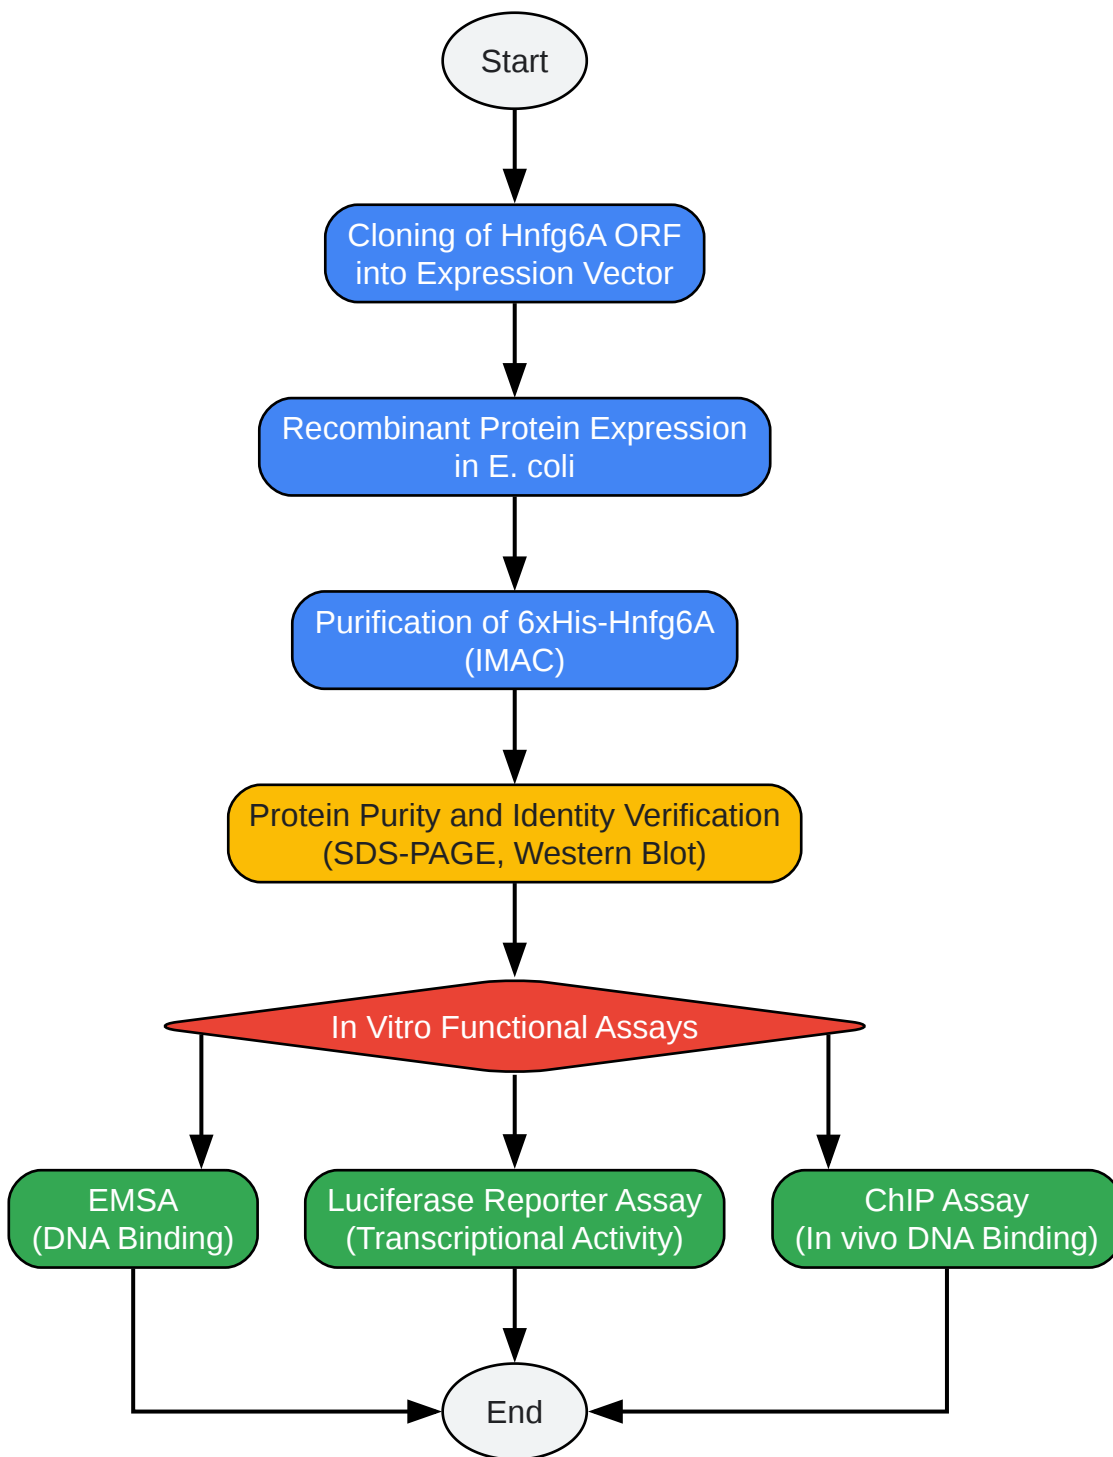 Start
Cloning of Hnfg6A ORF
into Expression Vector
Recombinant Protein Expression
in E. coli
Purification of 6xHis-Hnfg6A
(IMAC)
Protein Purity and Identity Verification
(SDS-PAGE, Western Blot)
In Vitro Functional Assays
EMSA
(DNA Binding)
Luciferase Reporter Assay
(Transcriptional Activity)
ChIP Assay
(In vivo DNA Binding)
End